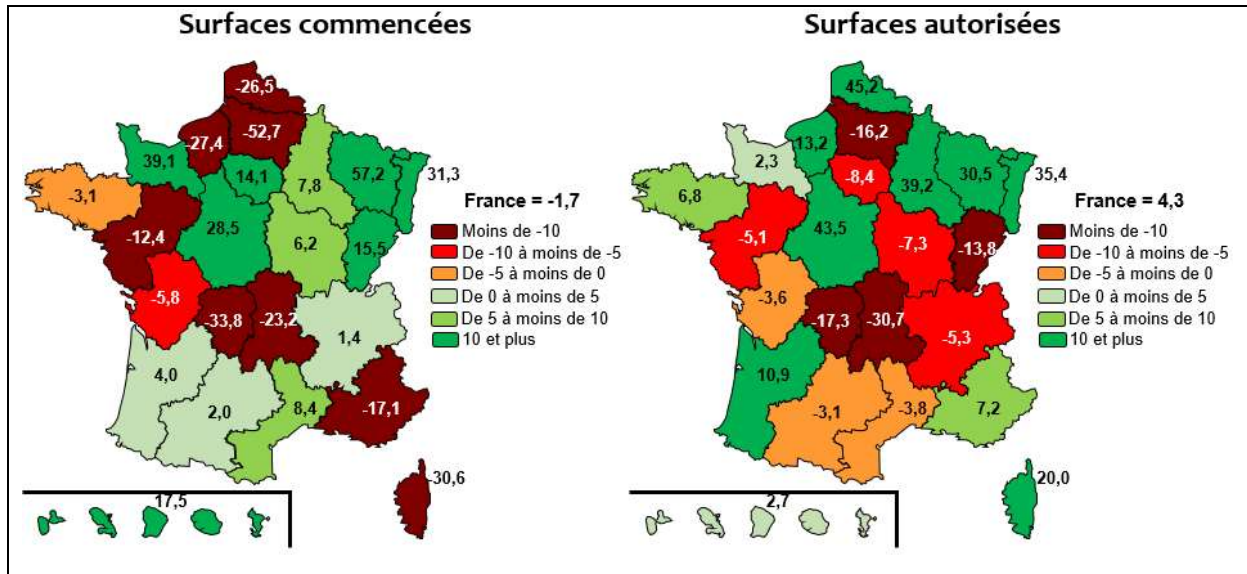 Surfaces commencées
-26,5
-52,7
-27,4
39,1
14,1
7,8
57,2
31,3
-3,1
-12,4
28,5
6,2
15,5
-5,8
-33,8
-23,2
1,4
4,0
2,0
8,4
-17,1
-30,6
17,5
France = -1,7
Moins de -10
De -10 à moins de -5
De -5 à moins de 0
De 0 à moins de 5
De 5 à moins de 10
10 et plus
Surfaces autorisées
45,2
-16,2
13,2
2,3
-8,4
39,2
30,5
35,4
6,8
-5,1
43,5
-7,3
-13,8
-3,6
-17,3
-30,7
-5,3
10,9
-3,1
-3,8
7,2
20,0
2,7
France = 4,3
Moins de -10
De -10 à moins de -5
De -5 à moins de 0
De 0 à moins de 5
De 5 à moins de 10
10 et plus